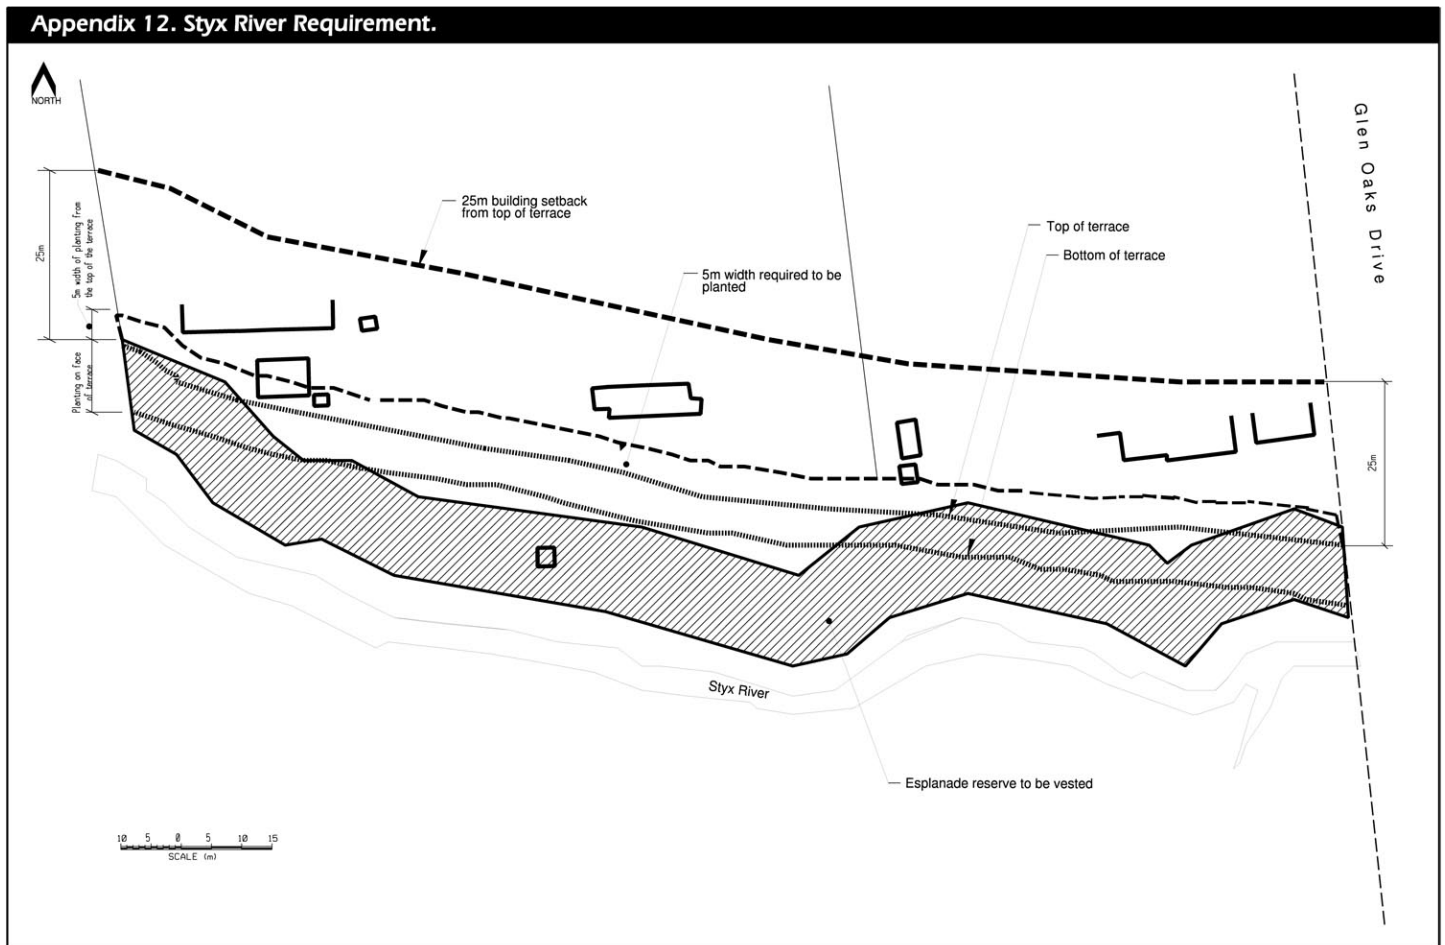 Appendix 12. Styx River Requirement.
NORTH
Glen Oaks Drive
25m building setback
from top of terrace
Top of terrace
Bottom of terrace
5m width required to be
planted
25m
5m width of planting from
the top of the terrace
Planting on face
of terrace
25m
Styx River
Esplanade reserve to be vested
10 5 0 5 10 15
SCALE (m)